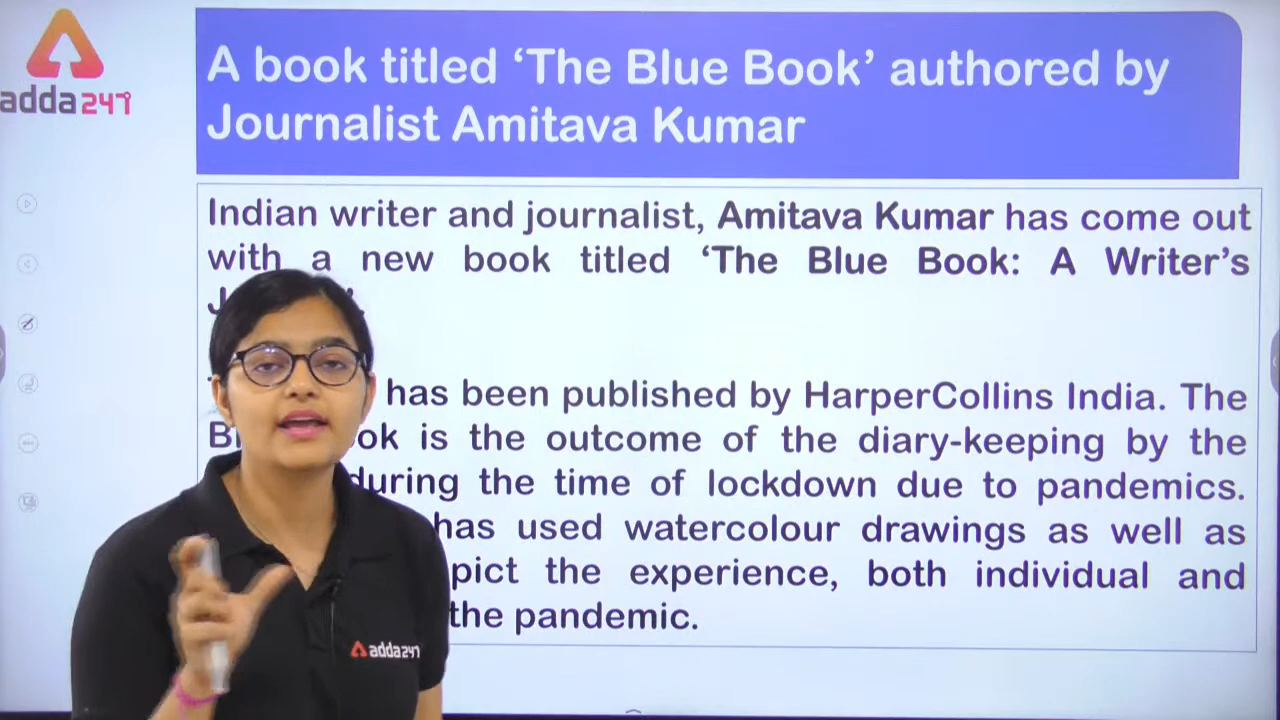 adda247
A book titled ‘The Blue Book’ authored by
Journalist Amitava Kumar
Indian writer and journalist, Amitava Kumar has come out
with a new book titled ‘The Blue Book: A Writer’s
has been published by HarperCollins India. The
is the outcome of the diary-keeping by the
during the time of lockdown due to pandemics.
has used watercolour drawings as well as
the experience, both individual and
the pandemic.
adda247